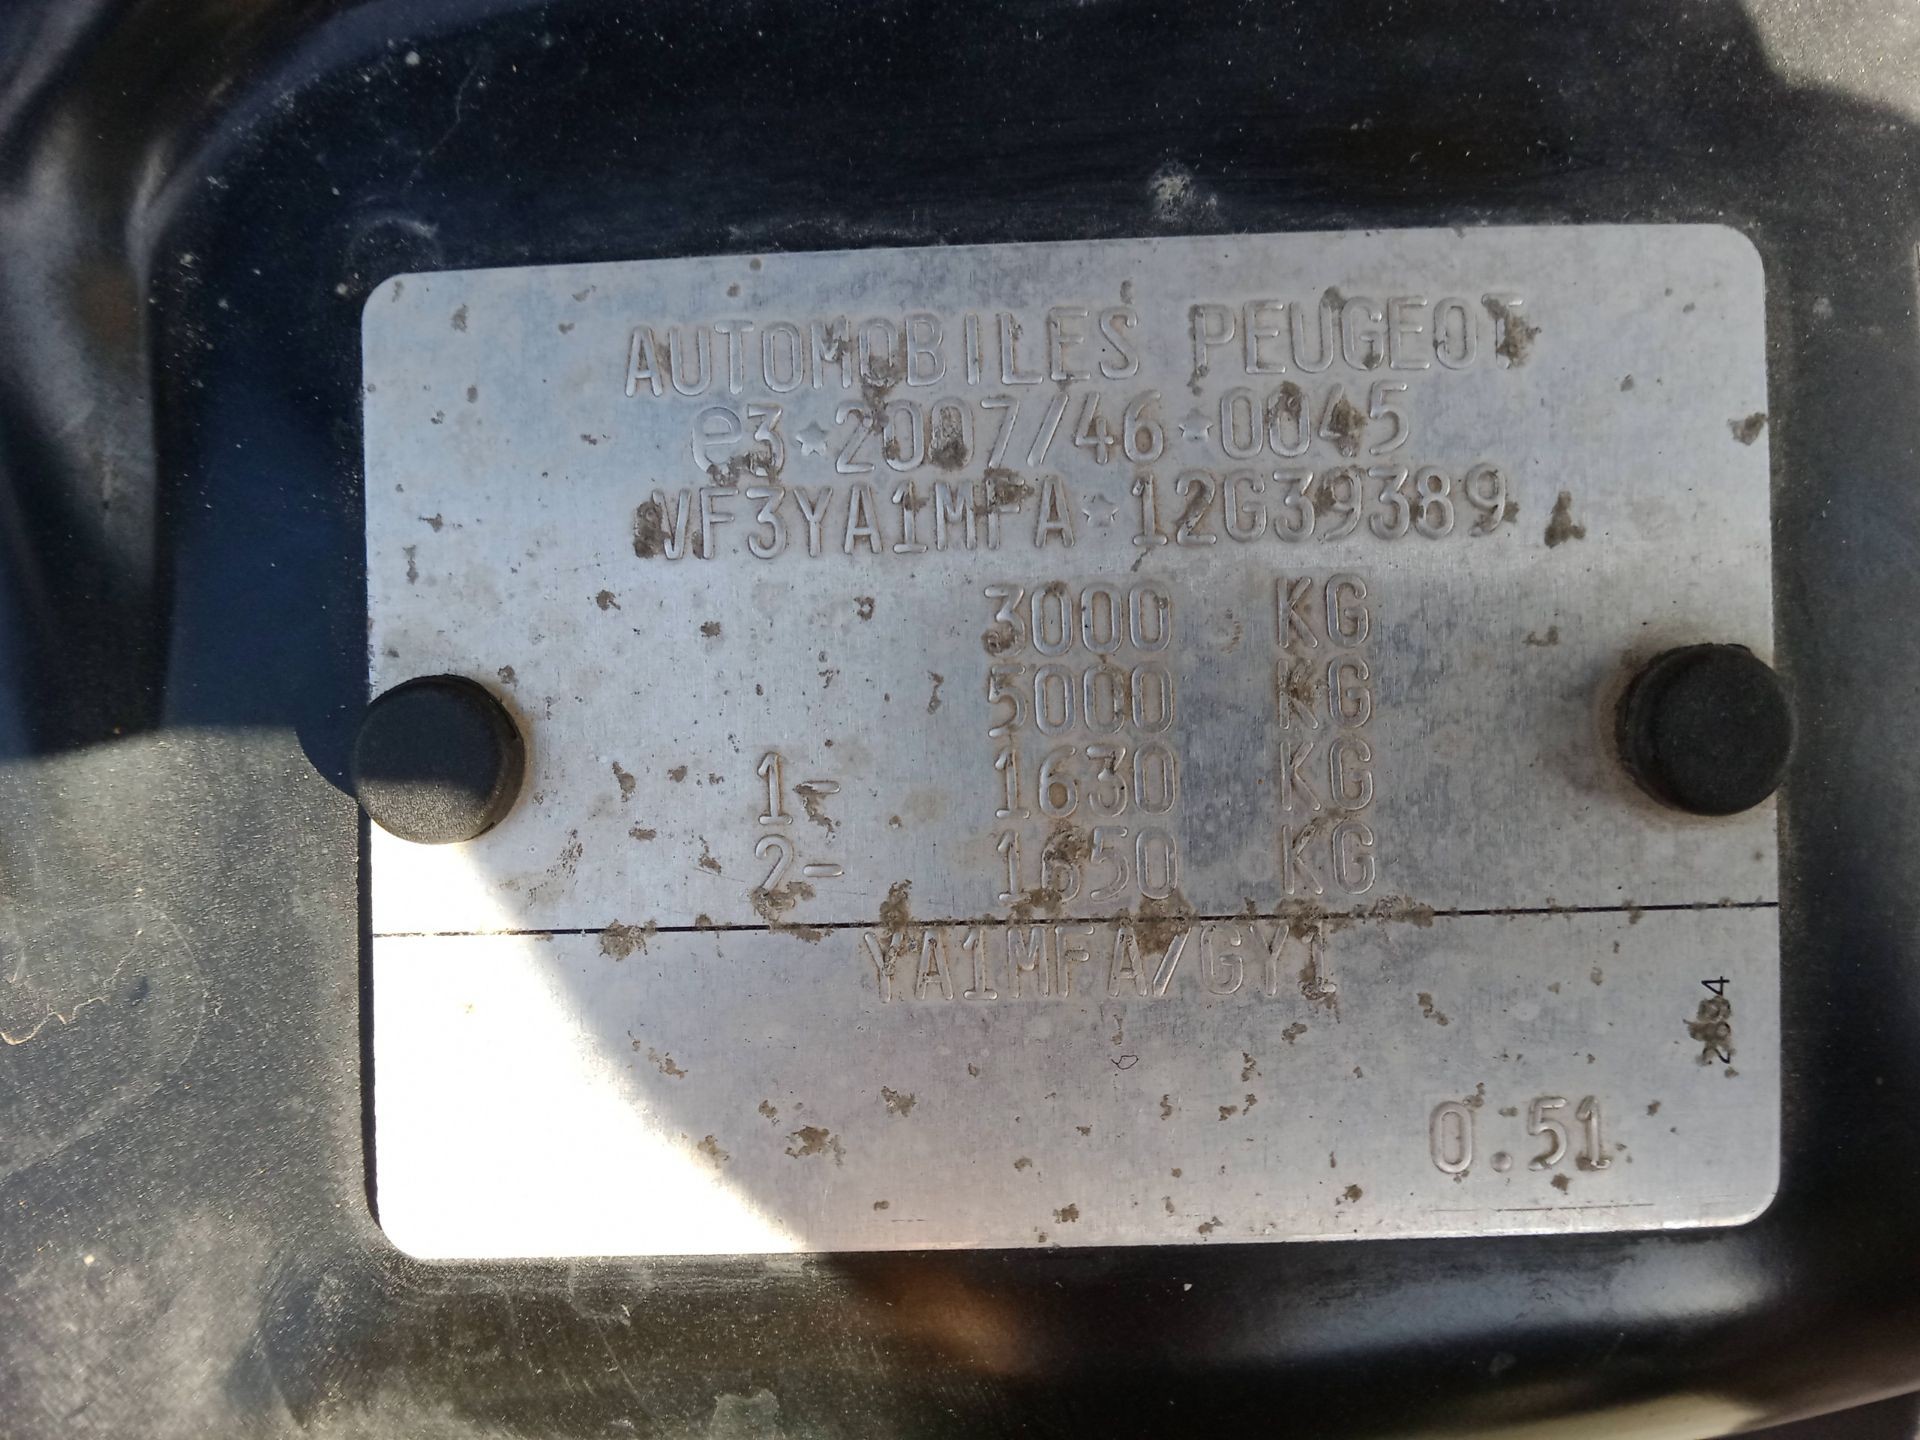 AUTOMOBILES PEUGEOT
e3*2007/46*0045
VF3YA1MFA*12G39389
3000 KG
5000 KG
1- 1630 KG
2- 1650 KG
YA1MFA/GY1
2694
0.51